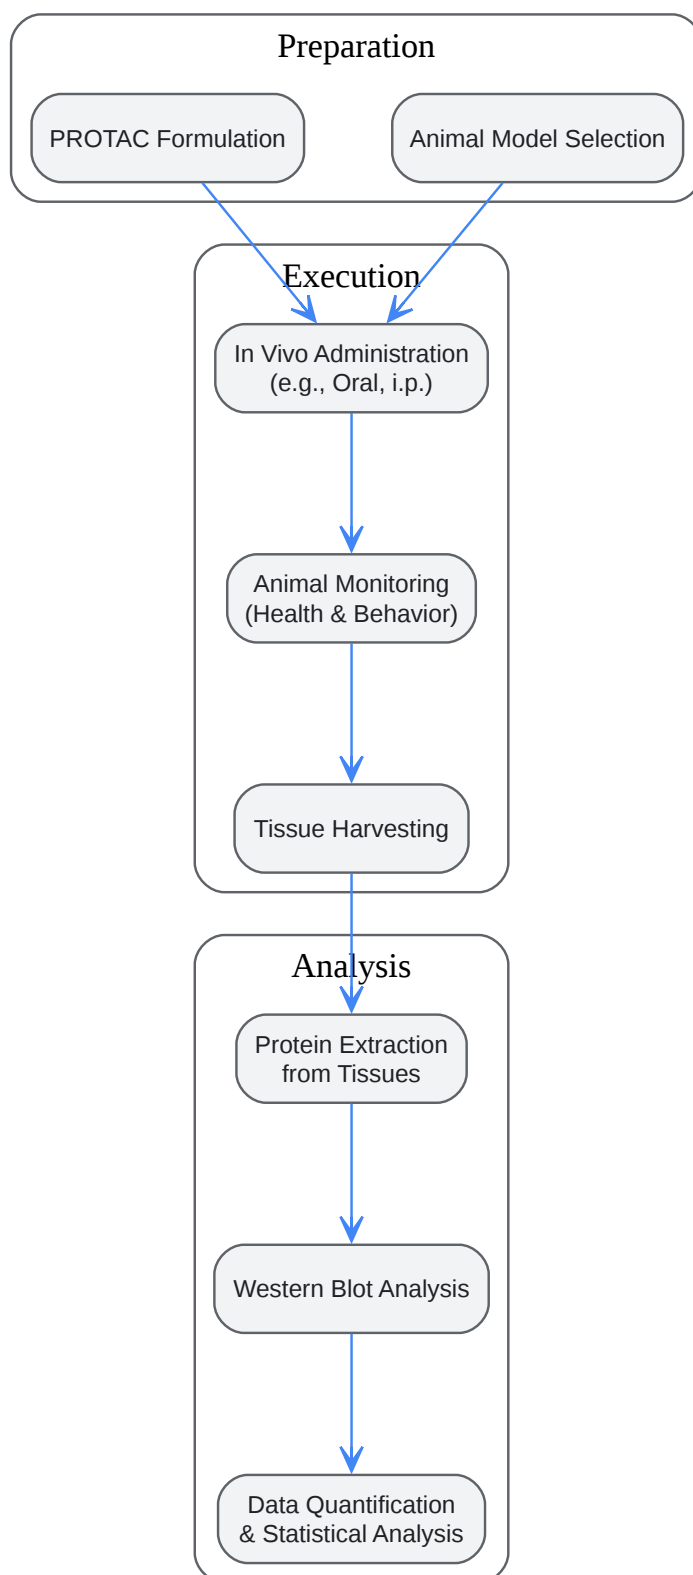 Preparation
PROTAC Formulation
Animal Model Selection
Execution
In Vivo Administration
(e.g., Oral, i.p.)
Animal Monitoring
(Health & Behavior)
Tissue Harvesting
Analysis
Protein Extraction
from Tissues
Western Blot Analysis
Data Quantification
& Statistical Analysis